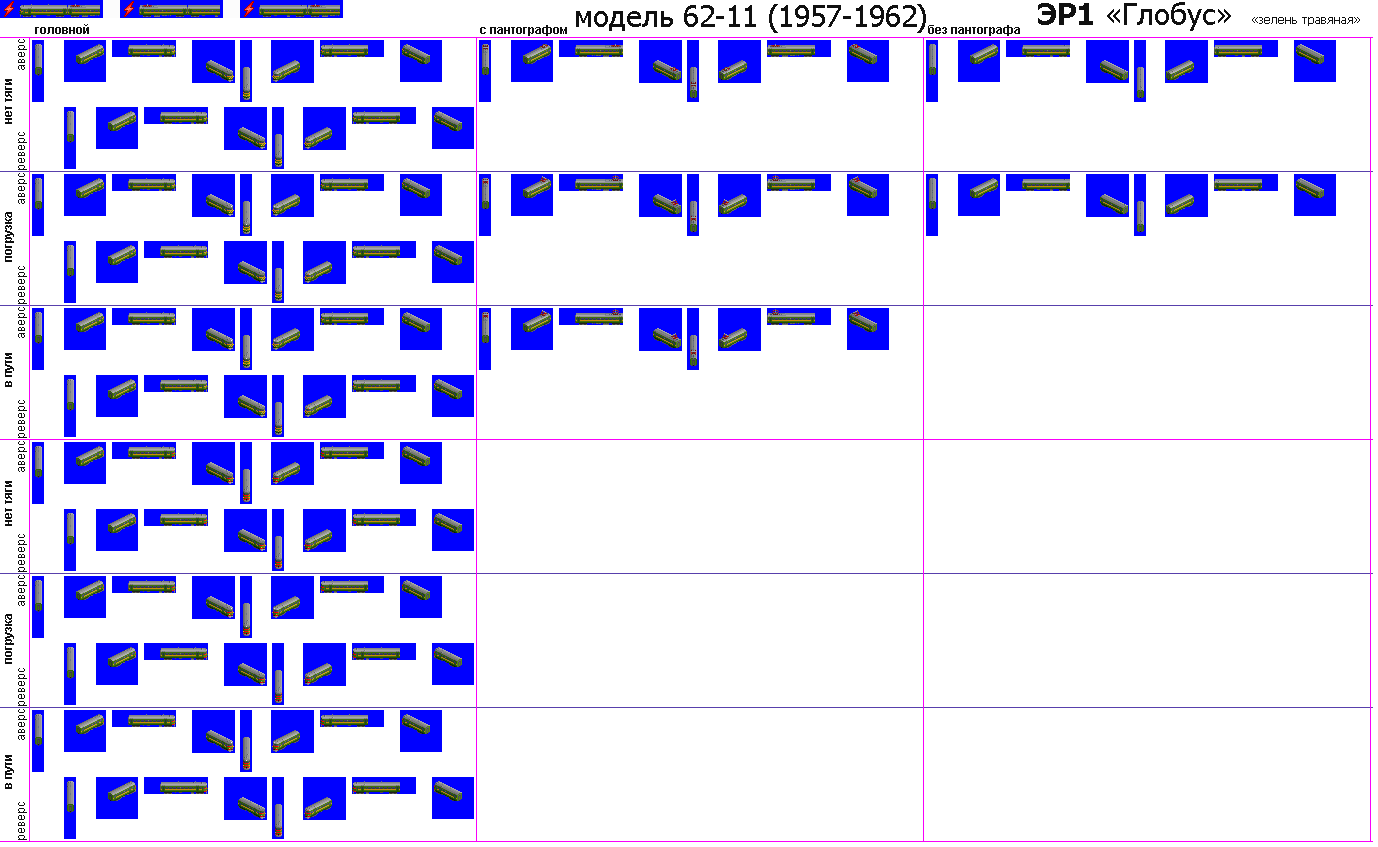 модель 62-11 (1957-1962)
ЭР1 «Глобус» «зелень травяная»
головной
с пантографом
без пантографа
нет тяги
аверс
реверс
погрузка
аверс
реверс
в пути
аверс
реверс
нет тяги
аверс
реверс
погрузка
аверс
реверс
в пути
аверс
реверс